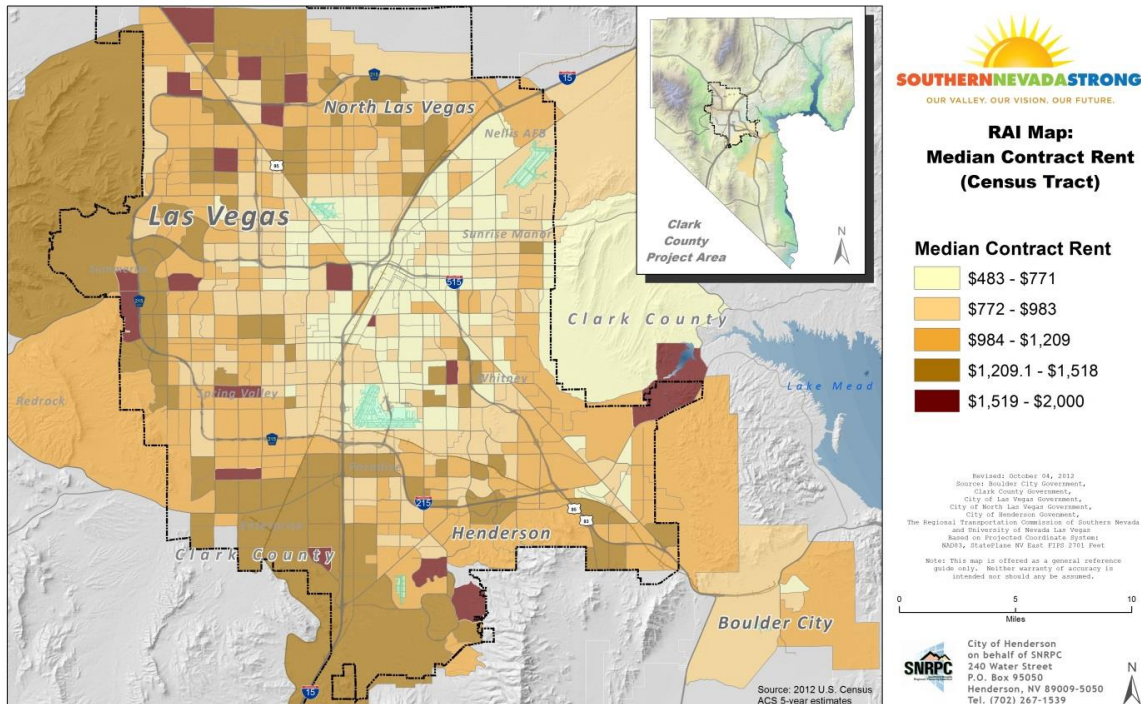 North Las Vegas
Nellis AFB
Las Vegas
Sunrise Manor
Summerlin
Clark County
Redrock
Spring Valley
Whitney
Lake Mead
Clark County
Henderson
Boulder City
15
215
95
515
215
215
215
95
93
15
Source: 2012 U.S. Census
ACS 5-year estimates
Clark
County
Project Area
N
SOUTHERNNEVADASTRONG
OUR VALLEY. OUR VISION. OUR FUTURE.
RAI Map:
Median Contract Rent
(Census Tract)
Median Contract Rent
$483 - $771
$772 - $983
$984 - $1,209
$1,209.1 - $1,518
$1,519 - $2,000
Revised: October 04, 2012
Source: Boulder City Government,
Clark County Government,
City of Las Vegas Government,
City of North Las Vegas Government,
City of Henderson Government,
The Regional Transportation Commission of Southern Nevada
and University of Nevada Las Vegas
Based on Projected Coordinate System:
NAD83, StatePlane NV East FIPS 2701 Feet
Note: This map is offered as a general reference
guide only. Neither warranty of accuracy is
intended nor should any be assumed.
0 5 10
Miles
SNRPC
City of Henderson
on behalf of SNRPC
240 Water Street
P.O. Box 95050
Henderson, NV 89009-5050
Tel. (702) 267-1539
N